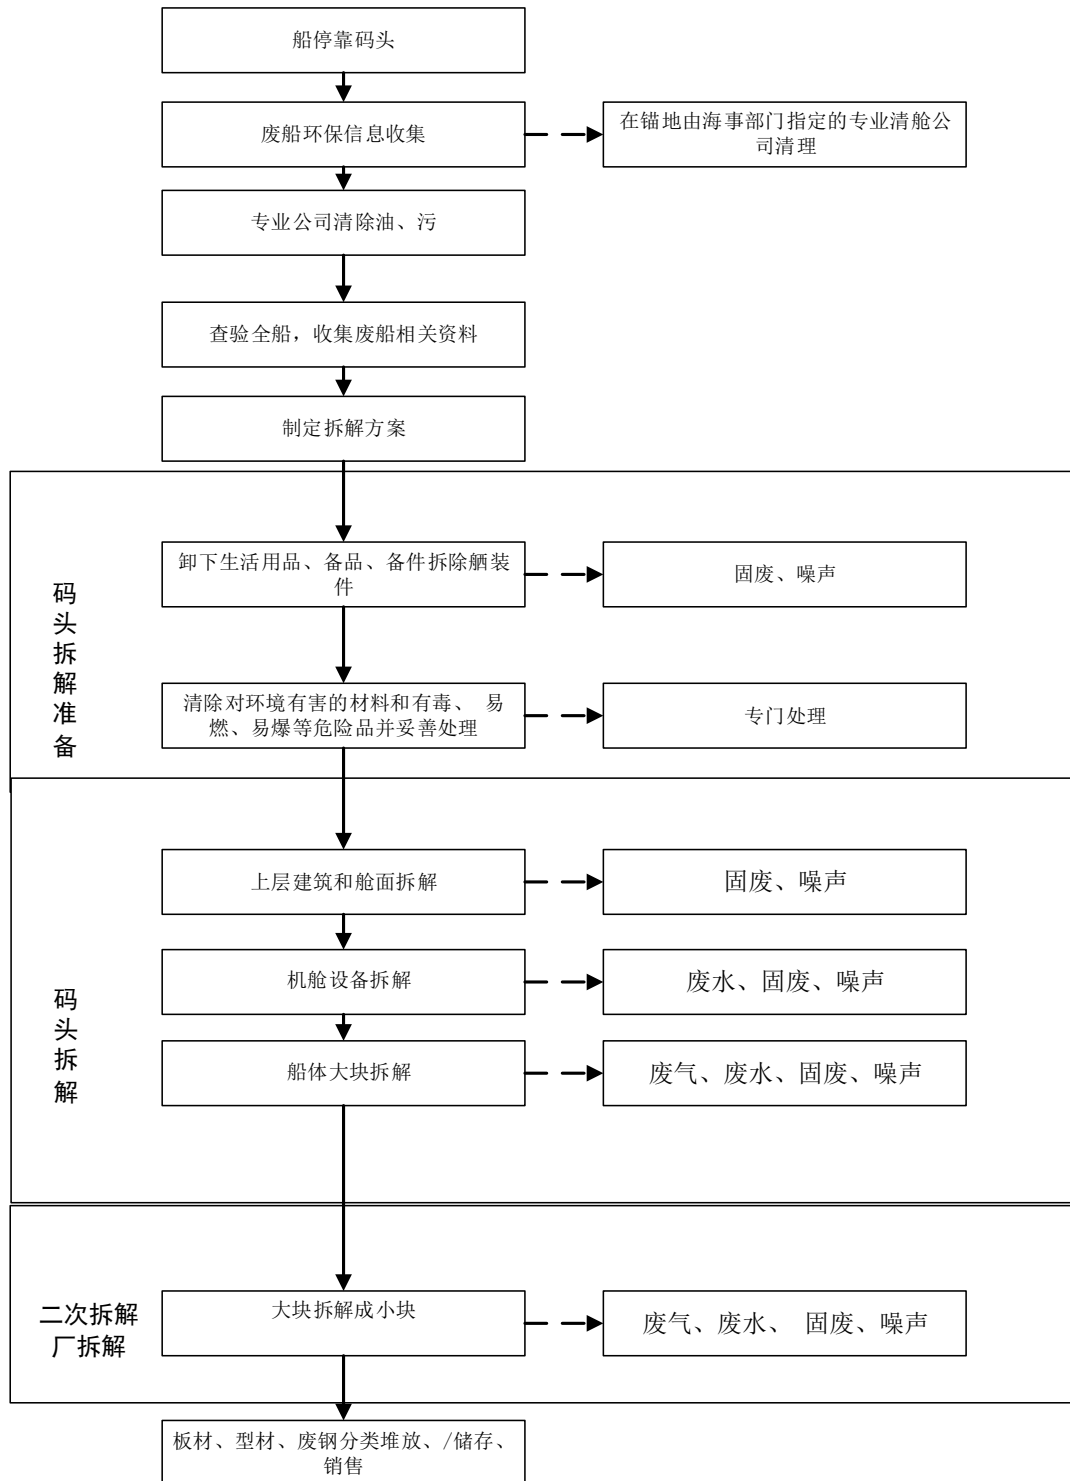 船停靠码头
废船环保信息收集
在锚地由海事部门指定的专业清舱公
司清理
专业公司清除油、污
查验全船，收集废船相关资料
制定拆解方案
码
头
拆
解
准
备
卸下生活用品、备品、备件拆除舾装
件
固废、噪声
清除对环境有害的材料和有毒、 易
燃、易爆等危险品并妥善处理
专门处理
码
头
拆
解
上层建筑和舱面拆解
固废、噪声
机舱设备拆解
废水、固废、噪声
船体大块拆解
废气、废水、固废、噪声
二次拆解
厂拆解
大块拆解成小块
废气、废水、 固废、噪声
板材、型材、废钢分类堆放、/储存、
销售